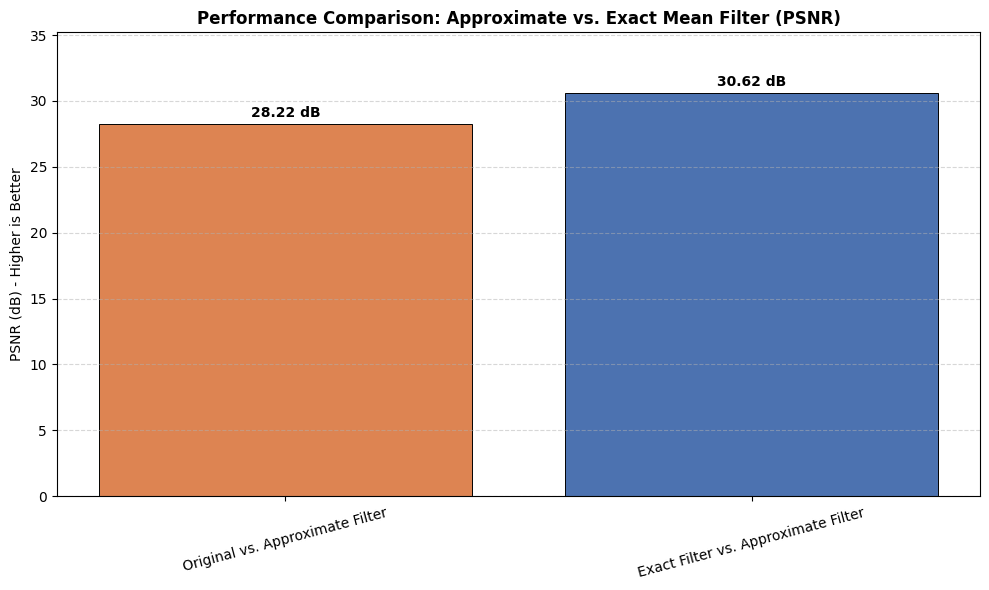 Performance Comparison: Approximate vs. Exact Mean Filter (PSNR)
PSNR (dB) - Higher is Better
35
30
25
20
15
10
5
0
28.22 dB
30.62 dB
Original vs. Approximate Filter
Exact Filter vs. Approximate Filter